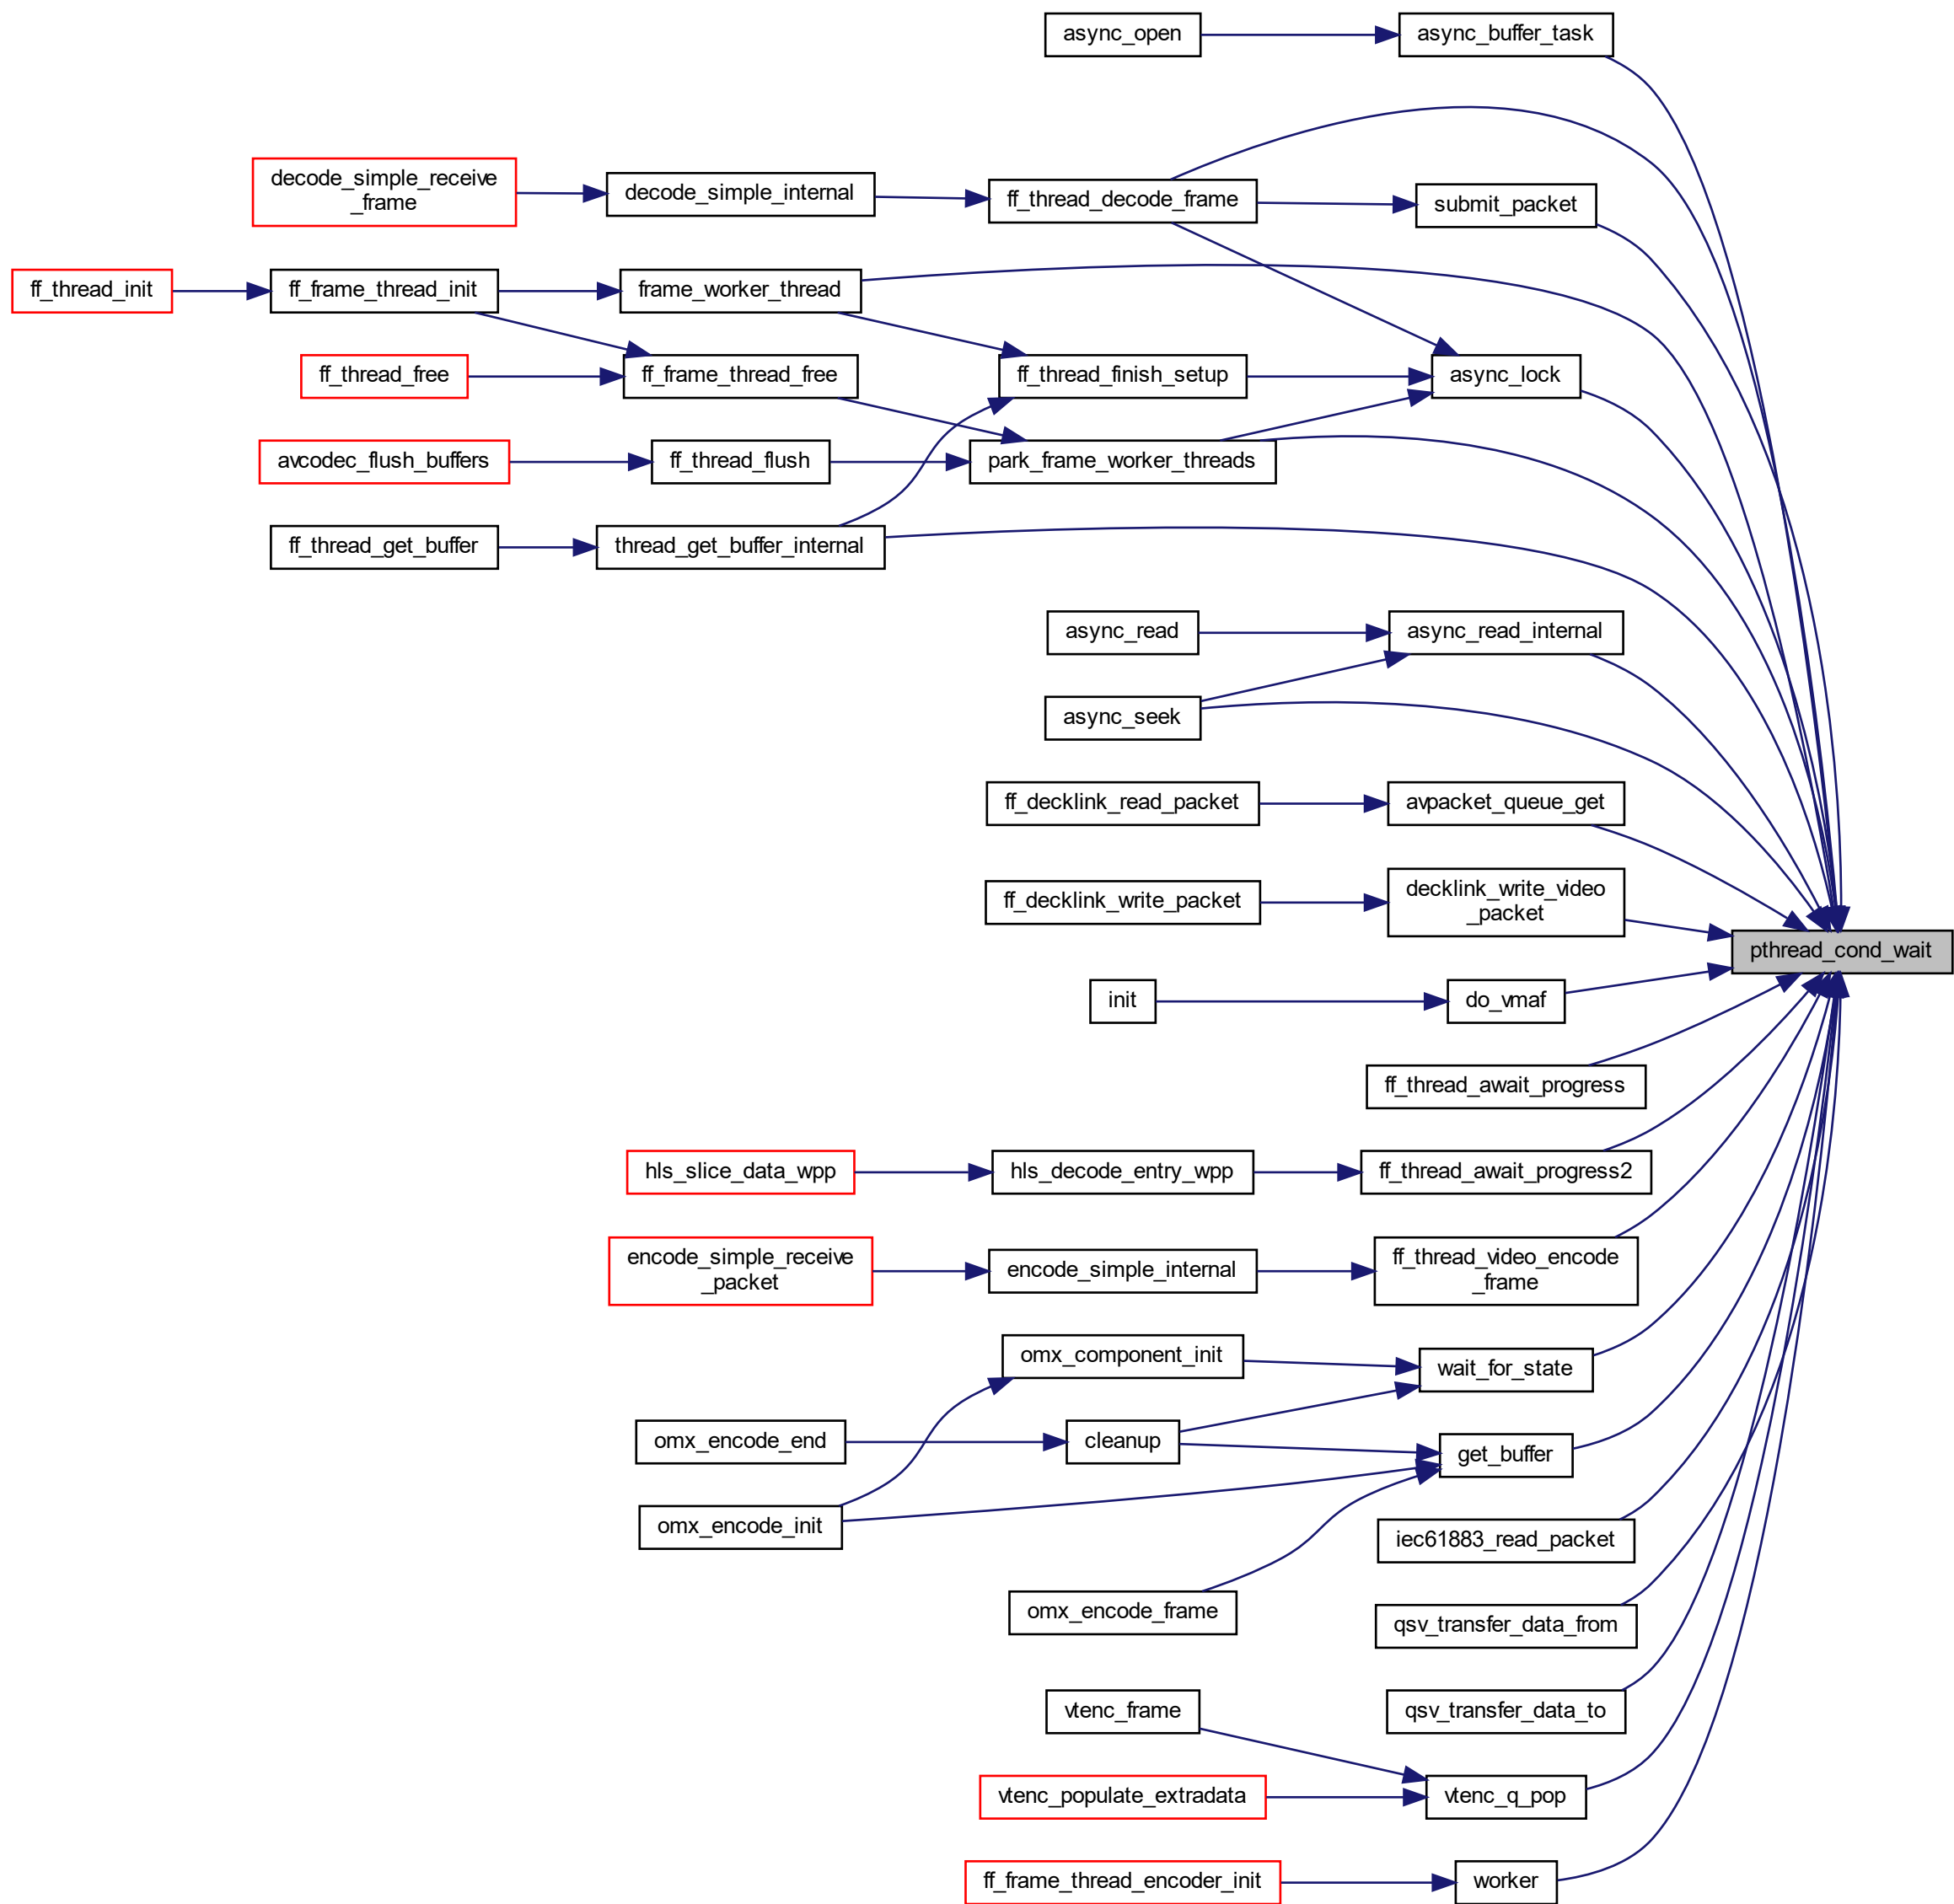 async_open
async_buffer_task
decode_simple_receive
_frame
decode_simple_internal
ff_thread_decode_frame
submit_packet
ff_thread_init
ff_frame_thread_init
frame_worker_thread
ff_thread_free
ff_frame_thread_free
ff_thread_finish_setup
async_lock
avcodec_flush_buffers
ff_thread_flush
park_frame_worker_threads
ff_thread_get_buffer
thread_get_buffer_internal
async_read
async_read_internal
async_seek
ff_decklink_read_packet
avpacket_queue_get
ff_decklink_write_packet
decklink_write_video
_packet
pthread_cond_wait
init
do_vmaf
ff_thread_await_progress
hls_slice_data_wpp
hls_decode_entry_wpp
ff_thread_await_progress2
encode_simple_receive
_packet
encode_simple_internal
ff_thread_video_encode
_frame
omx_component_init
wait_for_state
omx_encode_end
cleanup
get_buffer
omx_encode_init
iec61883_read_packet
omx_encode_frame
qsv_transfer_data_from
vtenc_frame
qsv_transfer_data_to
vtenc_populate_extradata
vtenc_q_pop
ff_frame_thread_encoder_init
worker